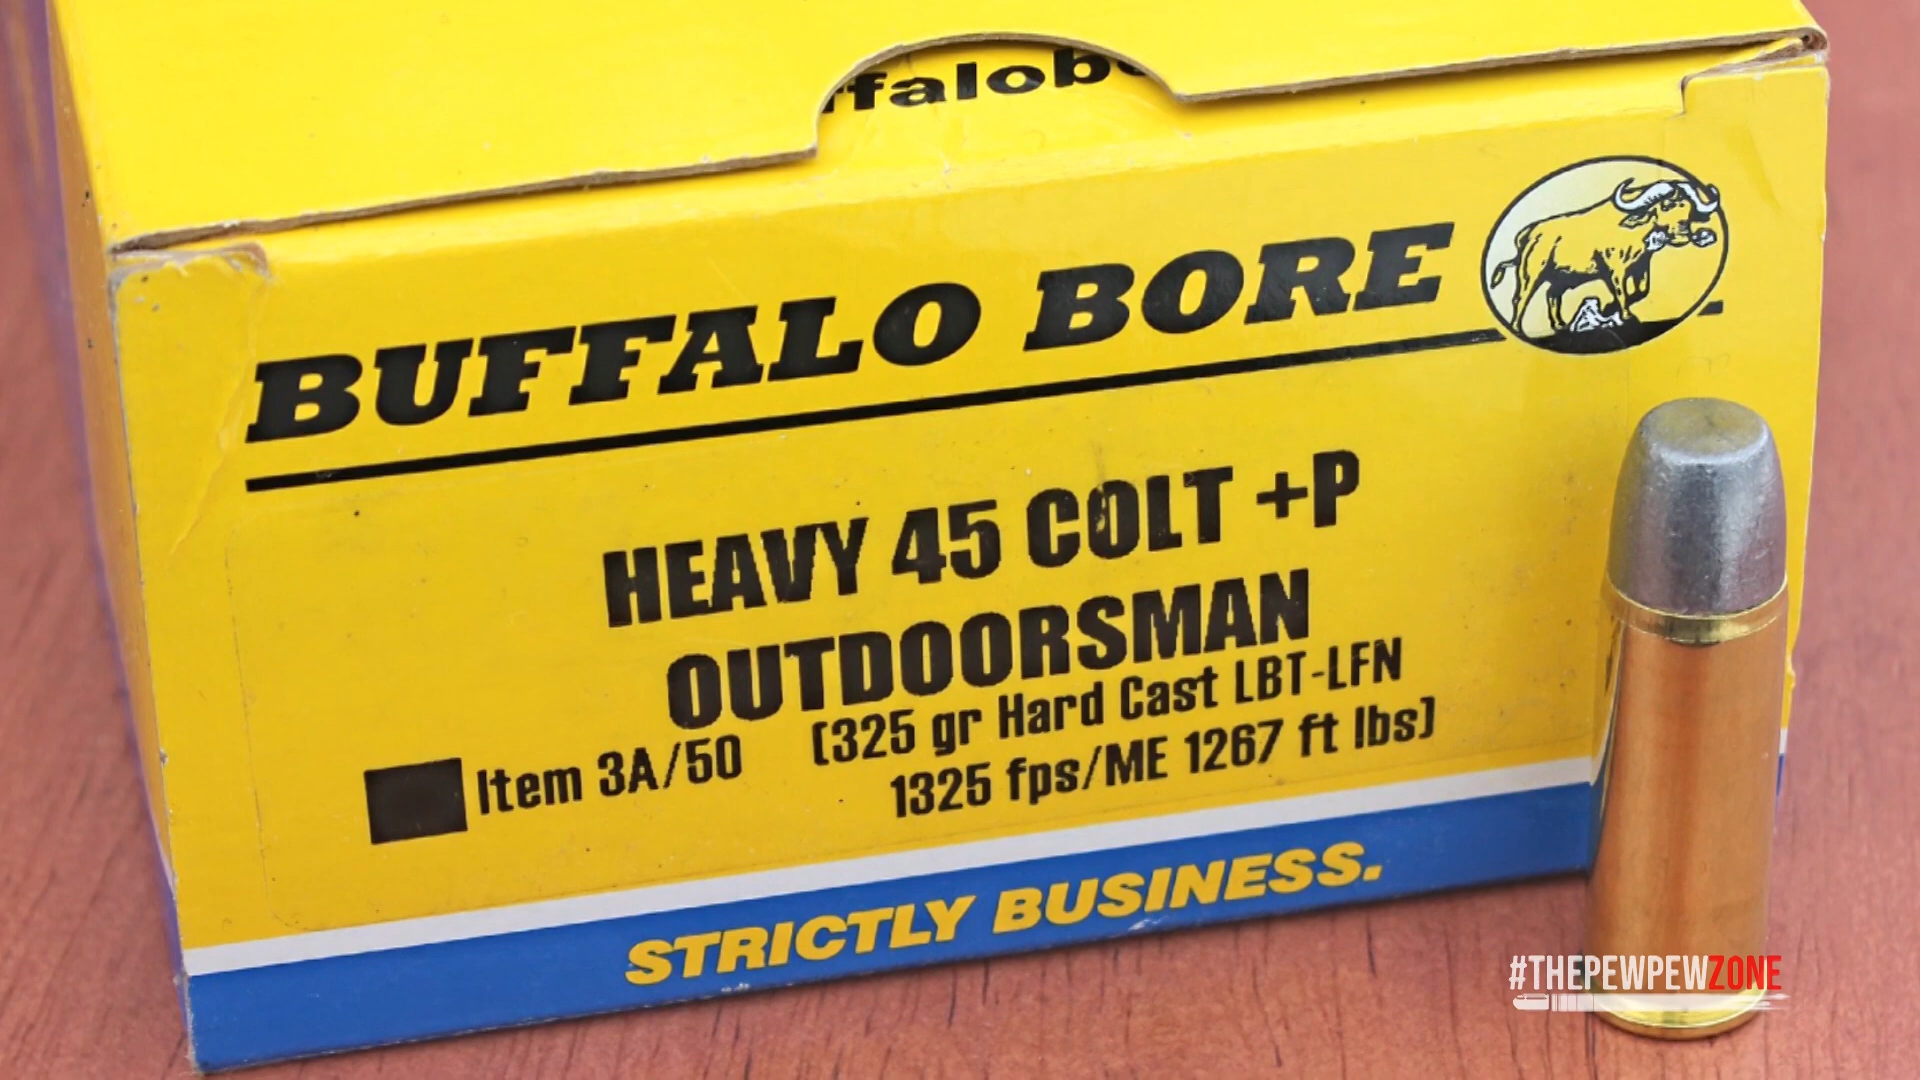 falob
BUFFALO BORE
HEAVY 45 COLT +P
OUTDOORSMAN
Item 3A/50 (325 gr Hard Cast LBT-LFN
1325 fps/ME 1267 ft lbs)
STRICTLY BUSINESS.
#THEPEWPEWZONE